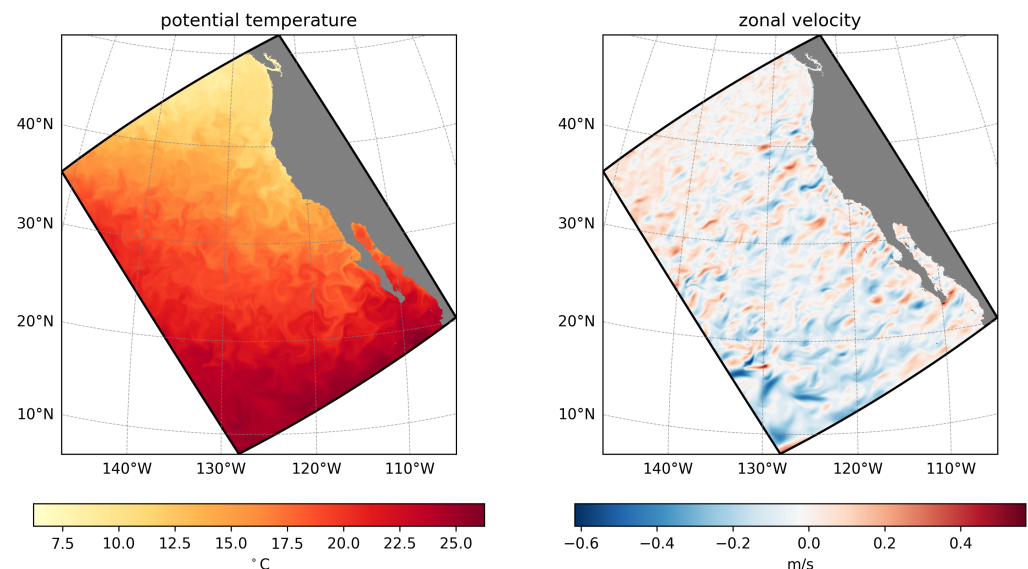 potential temperature
zonal velocity
40°N
30°N
20°N
10°N
140°W 130°W 120°W 110°W
40°N
30°N
20°N
10°N
140°W 130°W 120°W 110°W
7.5 10.0 12.5 15.0 17.5 20.0 22.5 25.0
°C
−0.6 −0.4 −0.2 0.0 0.2 0.4
m/s